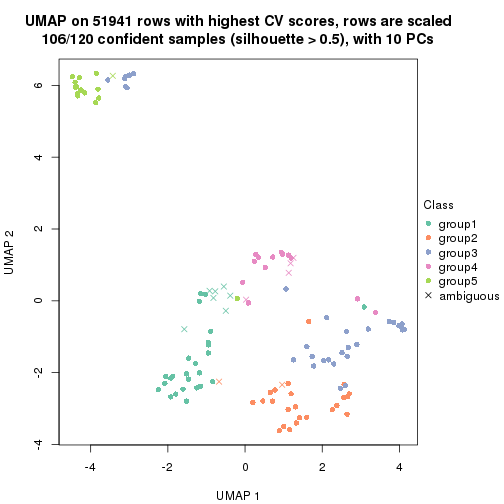 UMAP on 51941 rows with highest CV scores, rows are scaled
106/120 confident samples (silhouette > 0.5), with 10 PCs
6
4
2
0
-2
-4
UMAP 2
-4
-2
0
2
4
UMAP 1
Class
group1
group2
group3
group4
group5
ambiguous